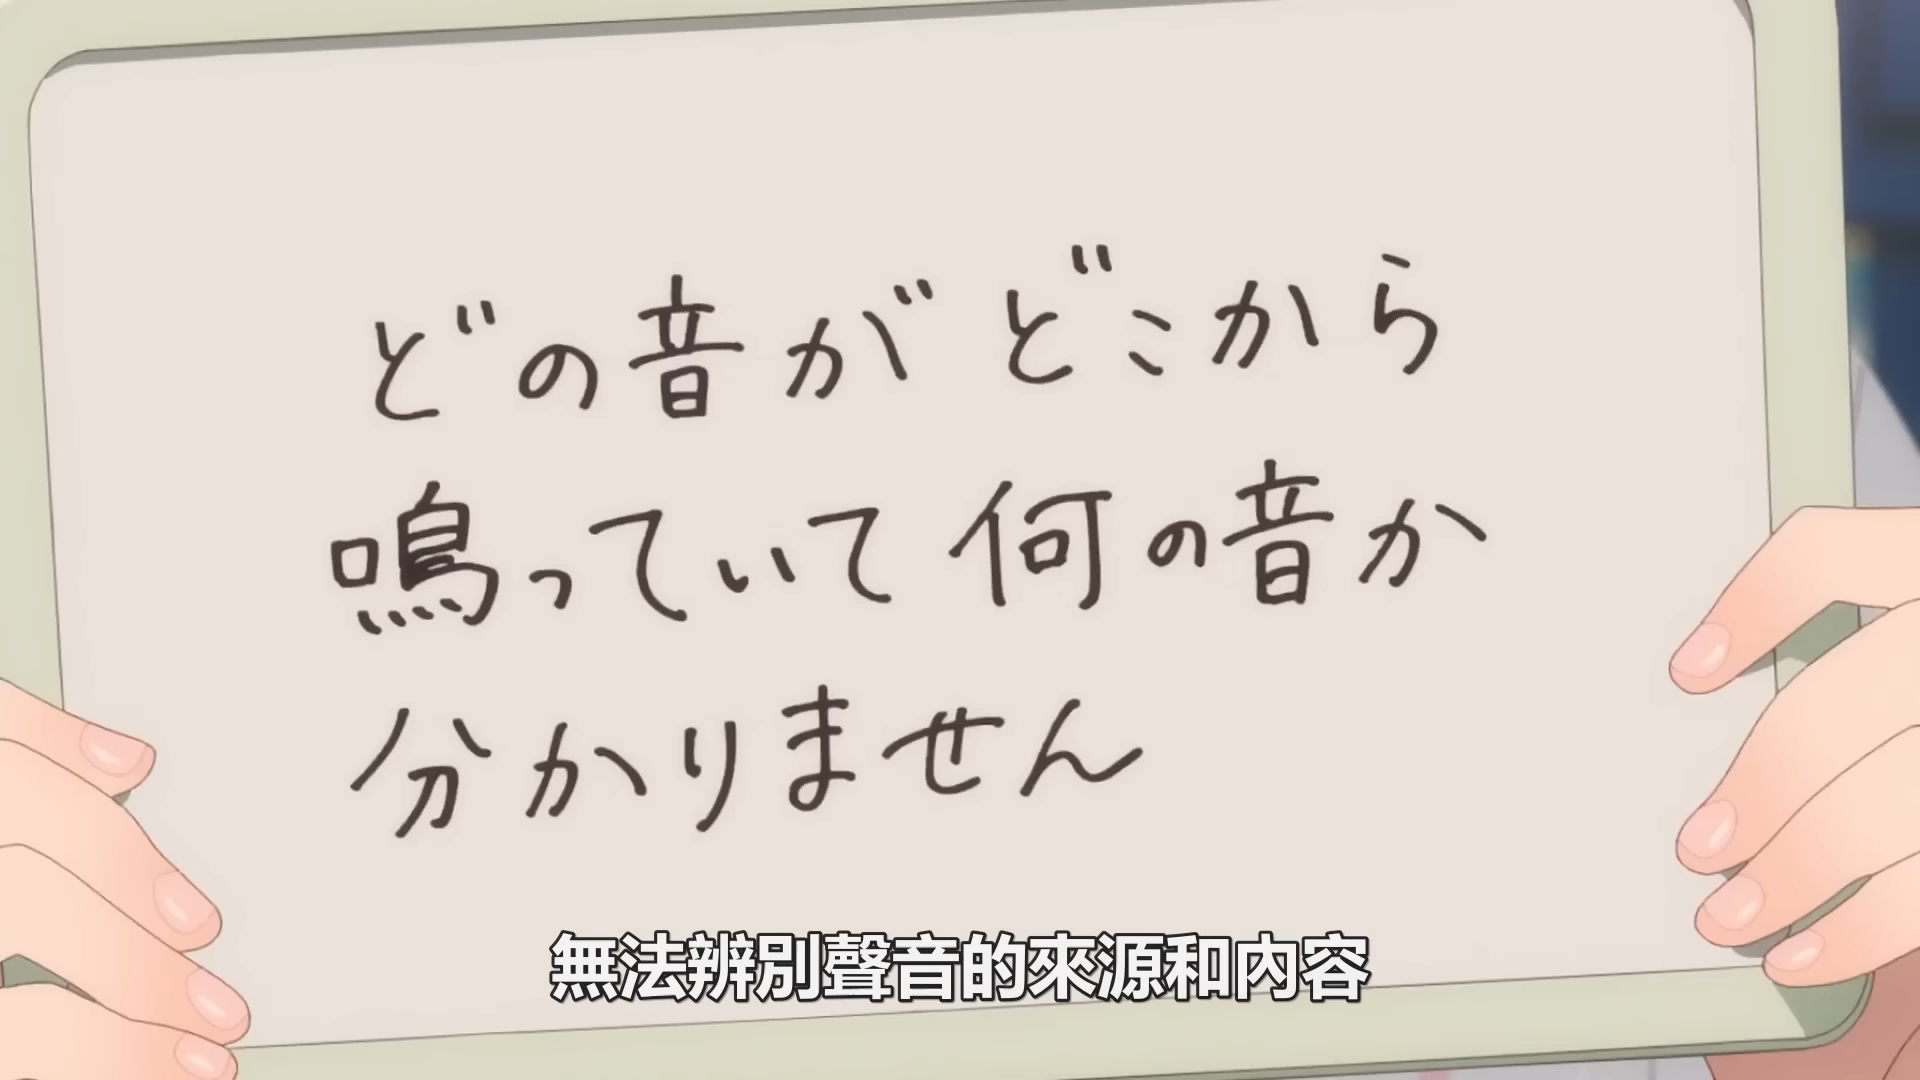 どの音がどこから
鳴っていて何の音か
分かりません
無法辨別聲音的來源和內容